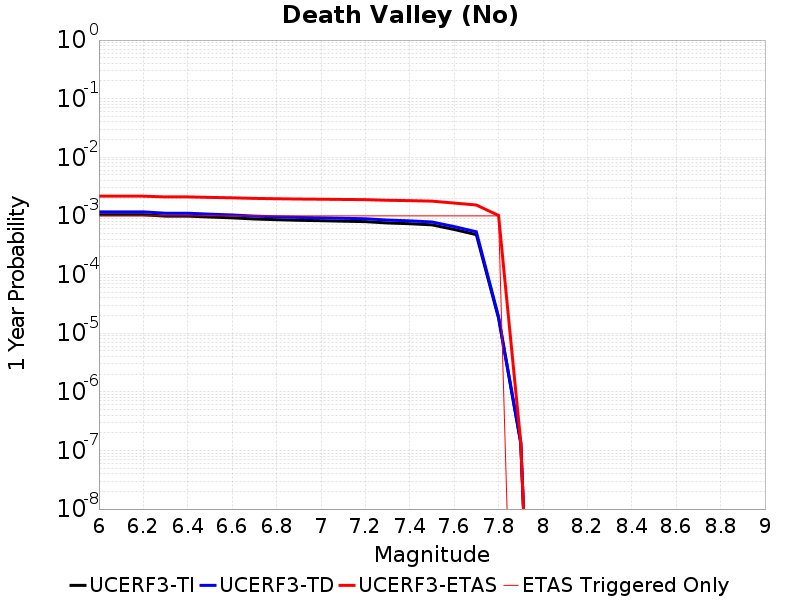 Death Valley (No)
10^0
10^-1
10^-2
10^-3
10^-4
10^-5
10^-6
10^-7
10^-8
1 Year Probability
6 6.2 6.4 6.6 6.8 7 7.2 7.4 7.6 7.8 8 8.2 8.4 8.6 8.8 9
Magnitude
UCERF3-TI UCERF3-TD UCERF3-ETAS ETAS Triggered Only